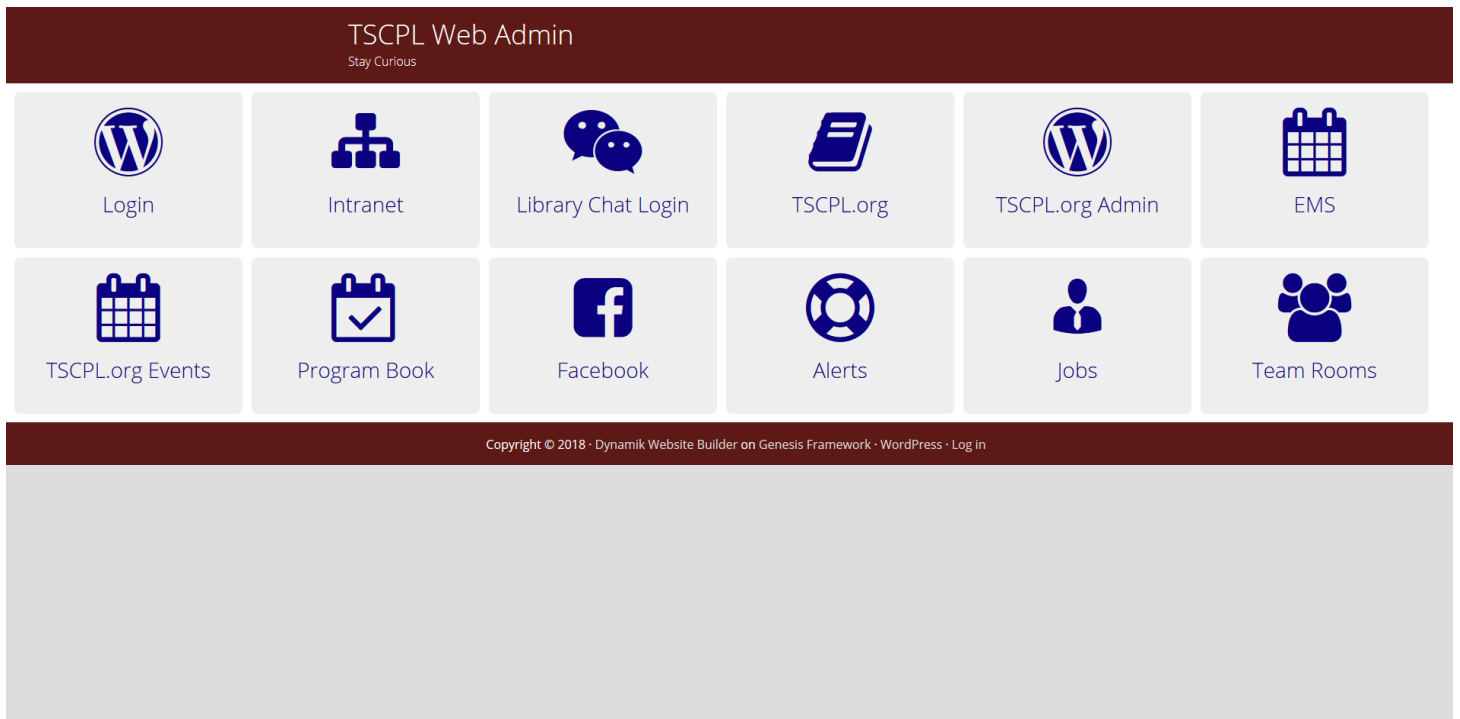 TSCPL Web Admin
Stay Curious
Login
Intranet
Library Chat Login
TSCPL.org
TSCPL.org Admin
EMS
TSCPL.org Events
Program Book
Facebook
Alerts
Jobs
Team Rooms
Copyright © 2018 · Dynamik Website Builder on Genesis Framework · WordPress · Log in